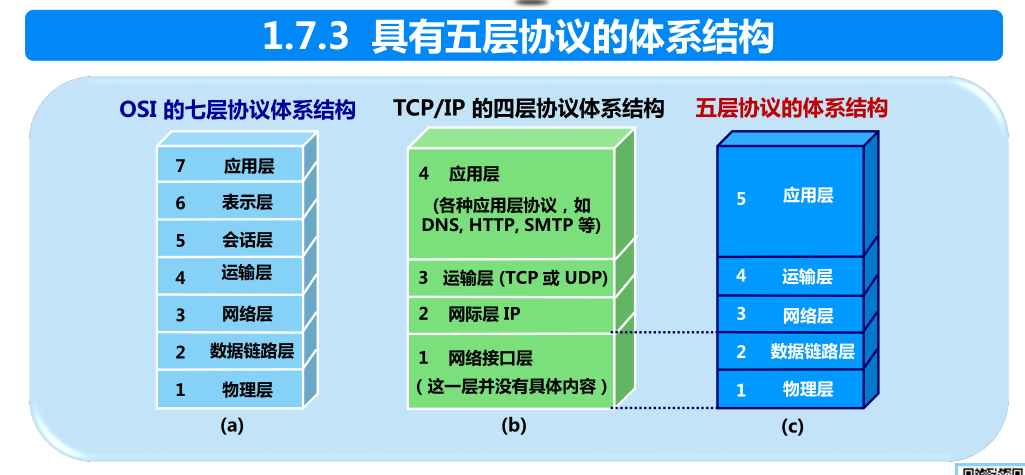 1.7.3 具有五层协议的体系结构
OSI 的七层协议体系结构
7 应用层
6 表示层
5 会话层
4 运输层
3 网络层
2 数据链路层
1 物理层
(a)
TCP/IP 的四层协议体系结构
4 应用层
(各种应用层协议，如
DNS, HTTP, SMTP 等)
3 运输层 (TCP 或 UDP)
2 网际层 IP
1 网络接口层
（这一层并没有具体内容）
(b)
五层协议的体系结构
5 应用层
4 运输层
3 网络层
2 数据链路层
1 物理层
(c)